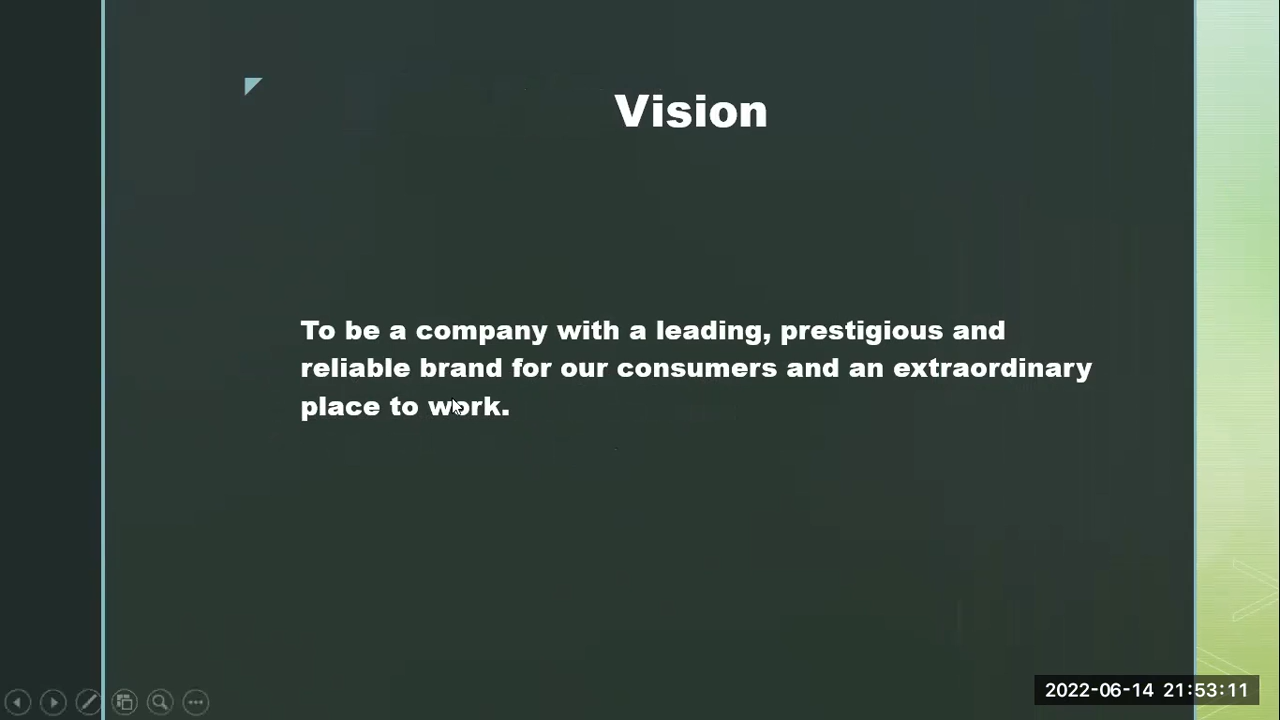 Vision
To be a company with a leading, prestigious and
reliable brand for our consumers and an extraordinary
place to work.
2022-06-14 21:53:11